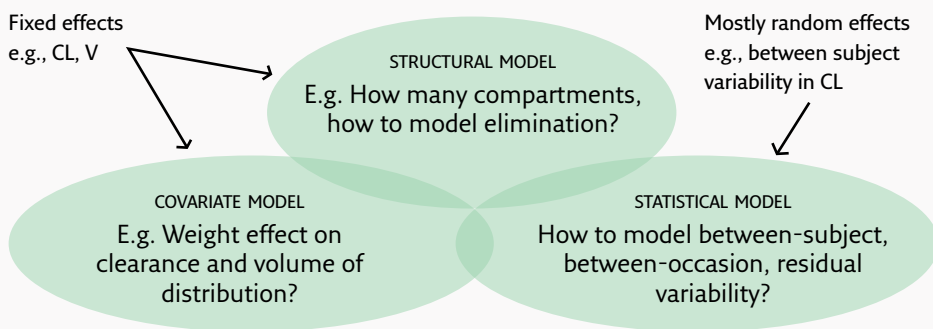 Fixed effects
e.g., CL, V
Mostly random effects
e.g., between subject
variability in CL
STRUCTURAL MODEL
E.g. How many compartments,
how to model elimination?
COVARIATE MODEL
E.g. Weight effect on
clearance and volume of
distribution?
STATISTICAL MODEL
How to model between-subject,
between-occasion, residual
variability?